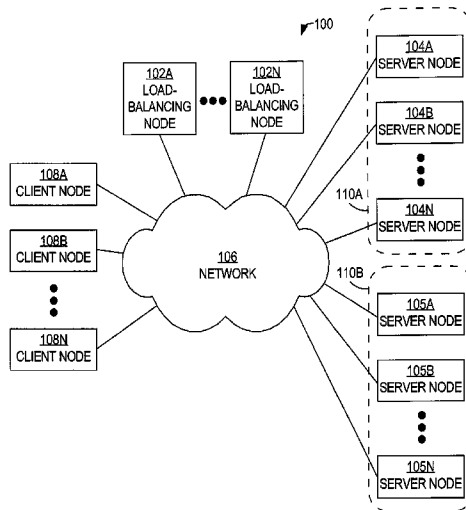 100
102A
LOAD-
BALANCING
NODE
102N
LOAD-
BALANCING
NODE
104A
SERVER NODE
104B
SERVER NODE
110A
104N
SERVER NODE
108A
CLIENT NODE
108B
CLIENT NODE
108N
CLIENT NODE
106
NETWORK
110B
105A
SERVER NODE
105B
SERVER NODE
105N
SERVER NODE